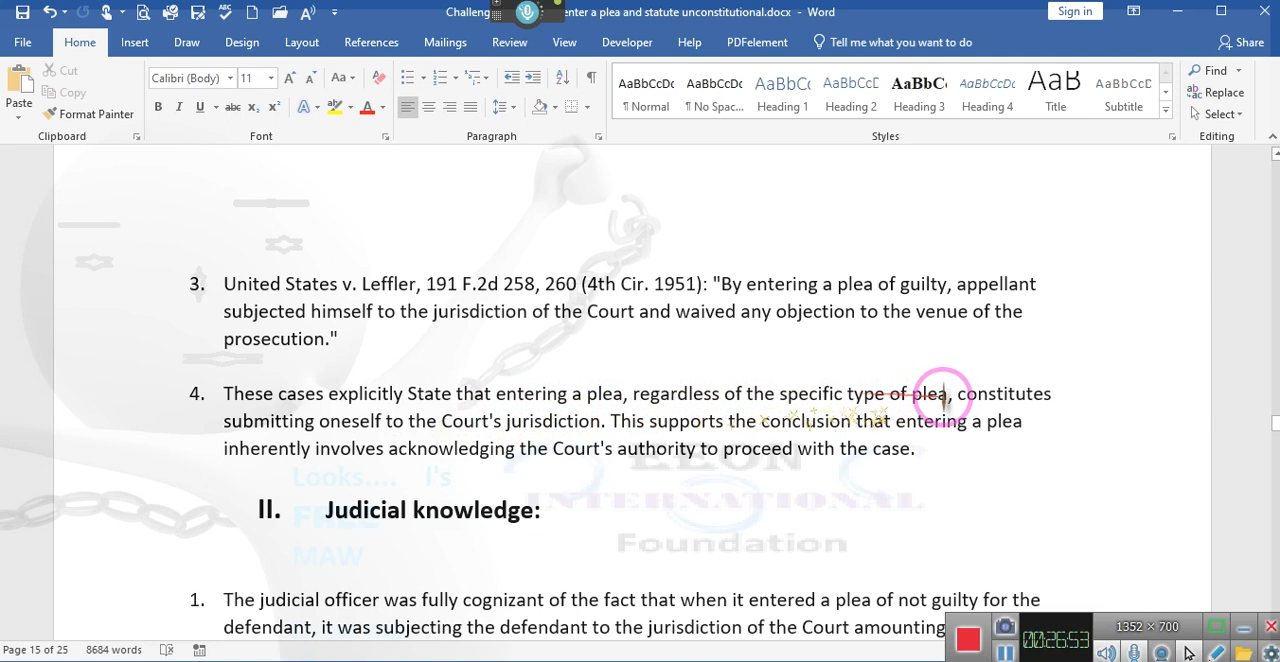 Challeng enter a plea and statute unconstitutional.docx - Word
Sign in
File Home Insert Draw Design Layout References Mailings Review View Developer Help PDFelement Tell me what you want to do Share
Paste
Cut
Copy
Format Painter
Clipboard
Calibri (Body) 11
Font
Paragraph
AaBbCcDc AaBbCcDc AaBbC( AaBbCcD AaBbC( AaBbCcD AaB AaBbCcD
¶ Normal ¶ No Spac... Heading 1 Heading 2 Heading 3 Heading 4 Title Subtitle
Styles
Find
Replace
Select
Editing
3. United States v. Leffler, 191 F.2d 258, 260 (4th Cir. 1951): "By entering a plea of guilty, appellant
subjected himself to the jurisdiction of the Court and waived any objection to the venue of the
prosecution."
4. These cases explicitly State that entering a plea, regardless of the specific type of plea, constitutes
submitting oneself to the Court's jurisdiction. This supports the conclusion that entering a plea
inherently involves acknowledging the Court's authority to proceed with the case.
Looks.... I's
FREE
MAW
EEON
INTERNATIONAL
Foundation
II. Judicial knowledge:
1. The judicial officer was fully cognizant of the fact that when it entered a plea of not guilty for the
defendant, it was subjecting the defendant to the jurisdiction of the Court amounting
1352 × 700
00:26:53
Page 15 of 25 8684 words